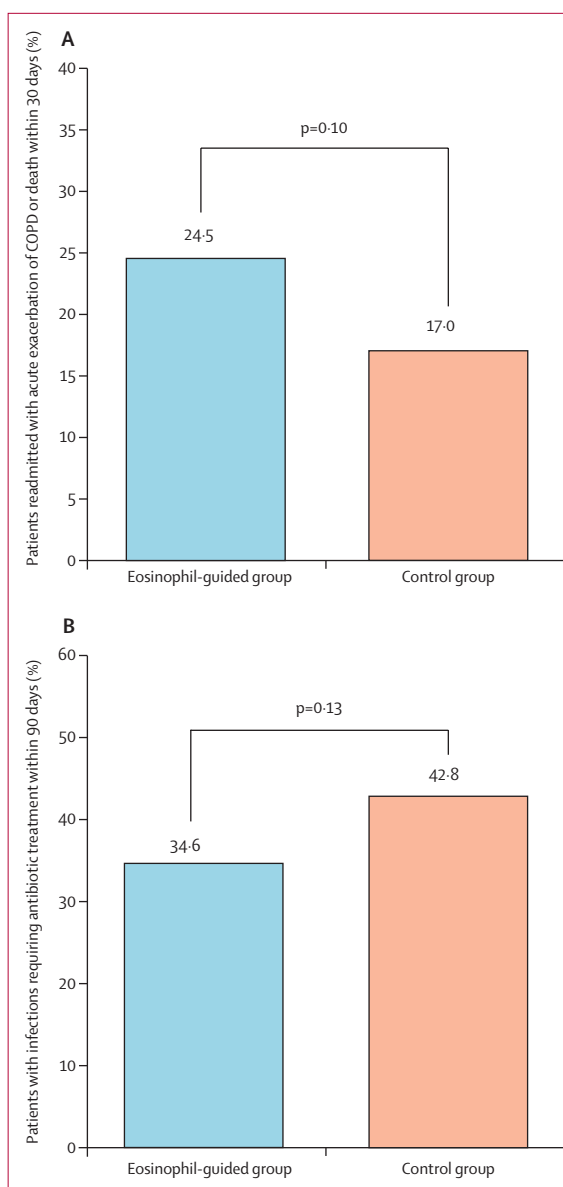 A
Patients readmitted with acute exacerbation of COPD or death within 30 days (%)
40
35
30
25
20
15
10
5
0
p=0·10
24·5
17·0
Eosinophil-guided group
Control group
B
Patients with infections requiring antibiotic treatment within 90 days (%)
60
50
40
30
20
10
0
p=0·13
34·6
42·8
Eosinophil-guided group
Control group